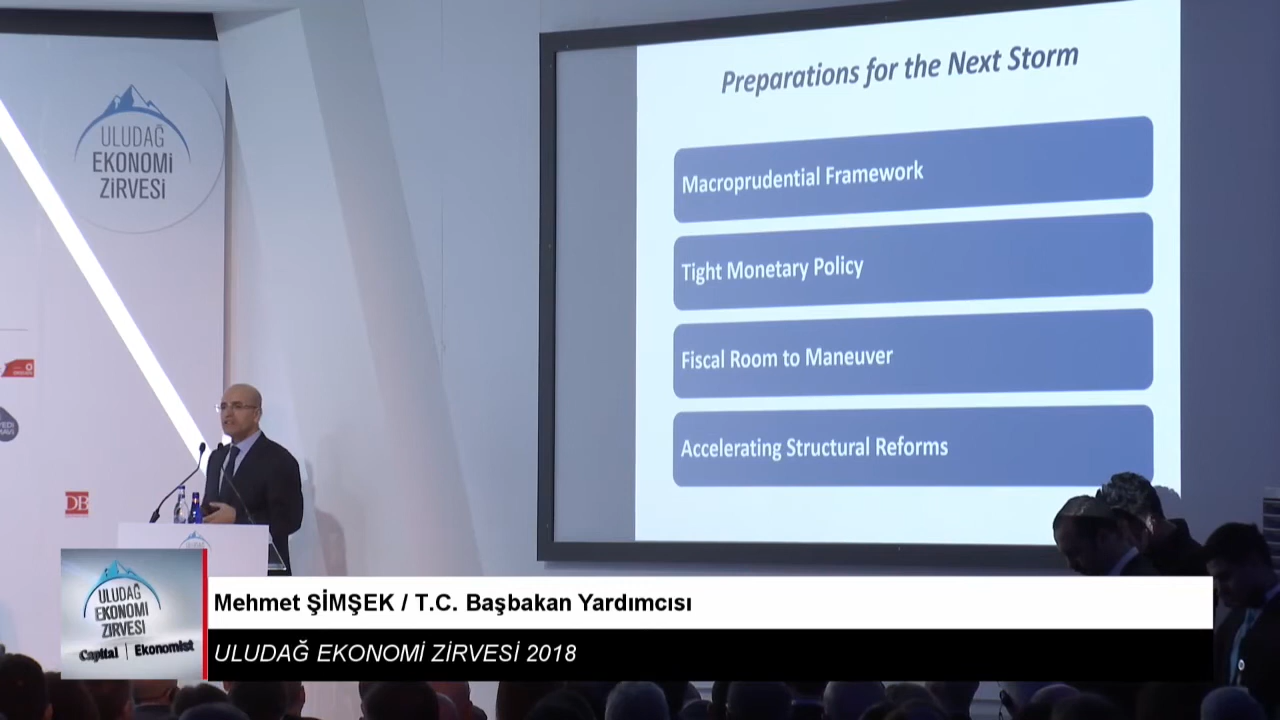 ULUDAĞ
EKONOMİ
ZİRVESİ
Preparations for the Next Storm
Macroprudential Framework
Tight Monetary Policy
Fiscal Room to Maneuver
Accelerating Structural Reforms
DB
ULUDAĞ
EKONOMİ
ZİRVESİ
Capital | Ekonomist
Mehmet ŞİMŞEK / T.C. Başbakan Yardımcısı
ULUDAĞ EKONOMİ ZİRVESİ 2018